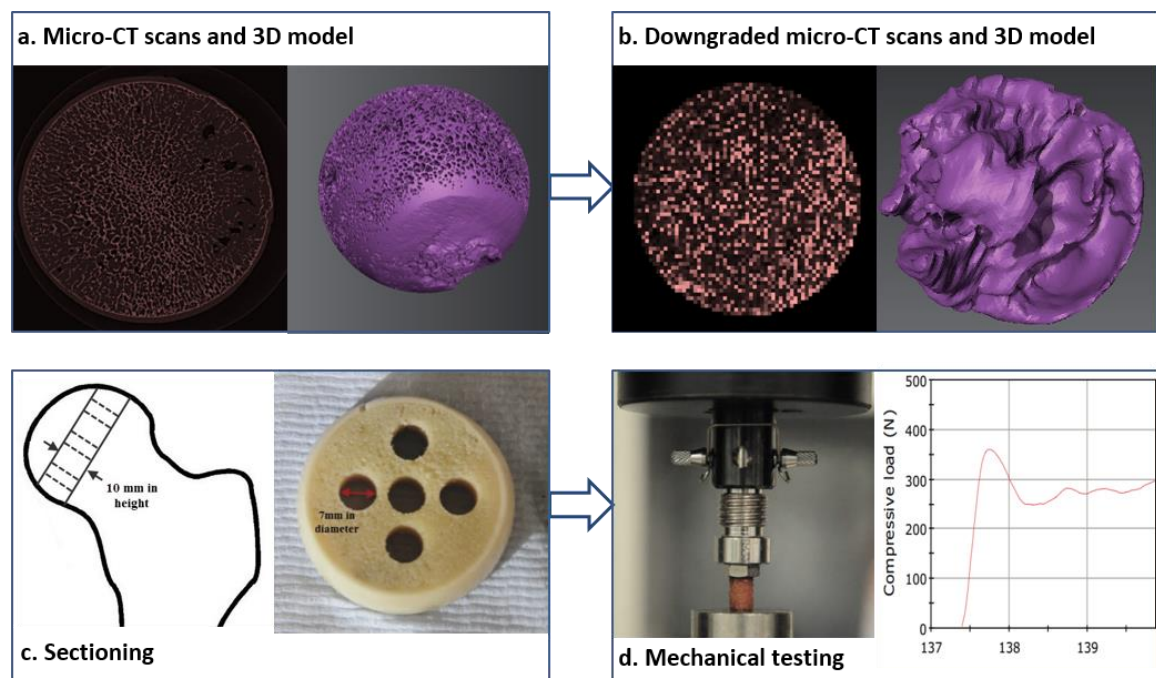 a. Micro-CT scans and 3D model
b. Downgraded micro-CT scans and 3D model
10 mm in
height
7mm in
diameter
c. Sectioning
Compressive load (N)
500
400
300
200
100
0
137
138
139
d. Mechanical testing